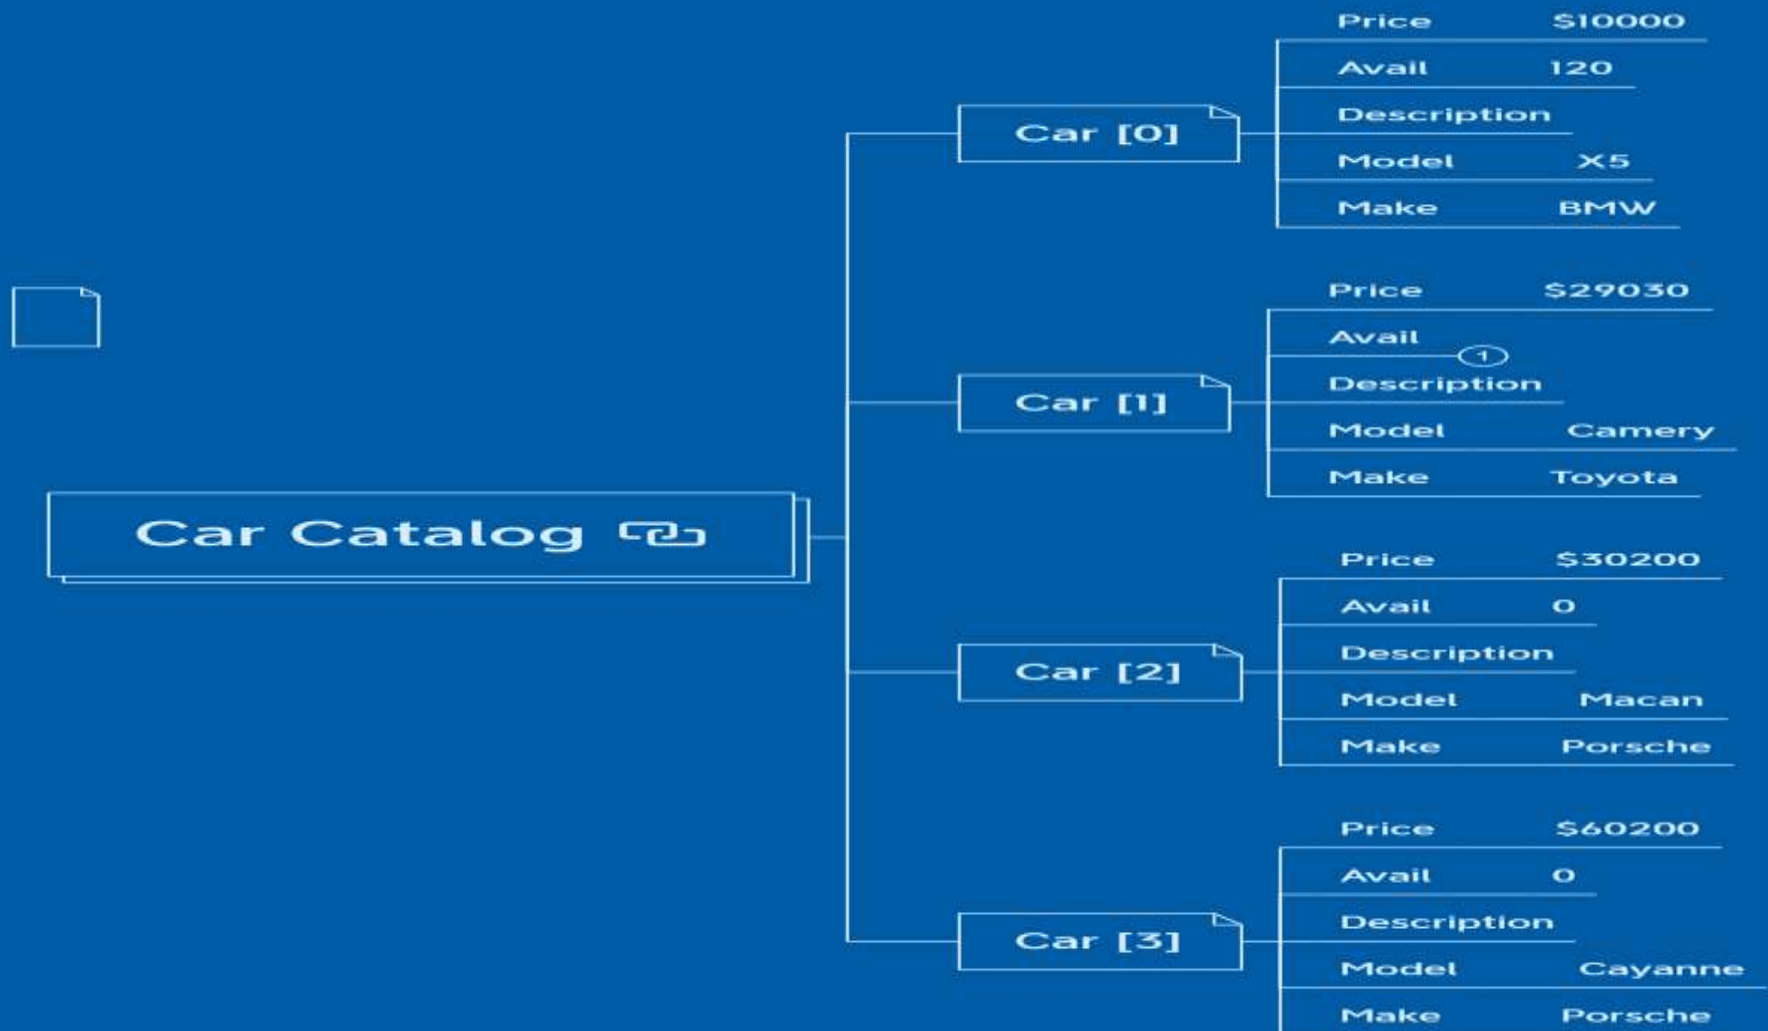 Price $10000
Avail 120
Car [0]
Description
Model X5
Make BMW
Price $29030
Avail
1
Car [1]
Description
Model Camery
Make Toyota
Car Catalog
Price $30200
Avail 0
Car [2]
Description
Model Macan
Make Porsche
Price $60200
Avail 0
Car [3]
Description
Model Cayanne
Make Porsche